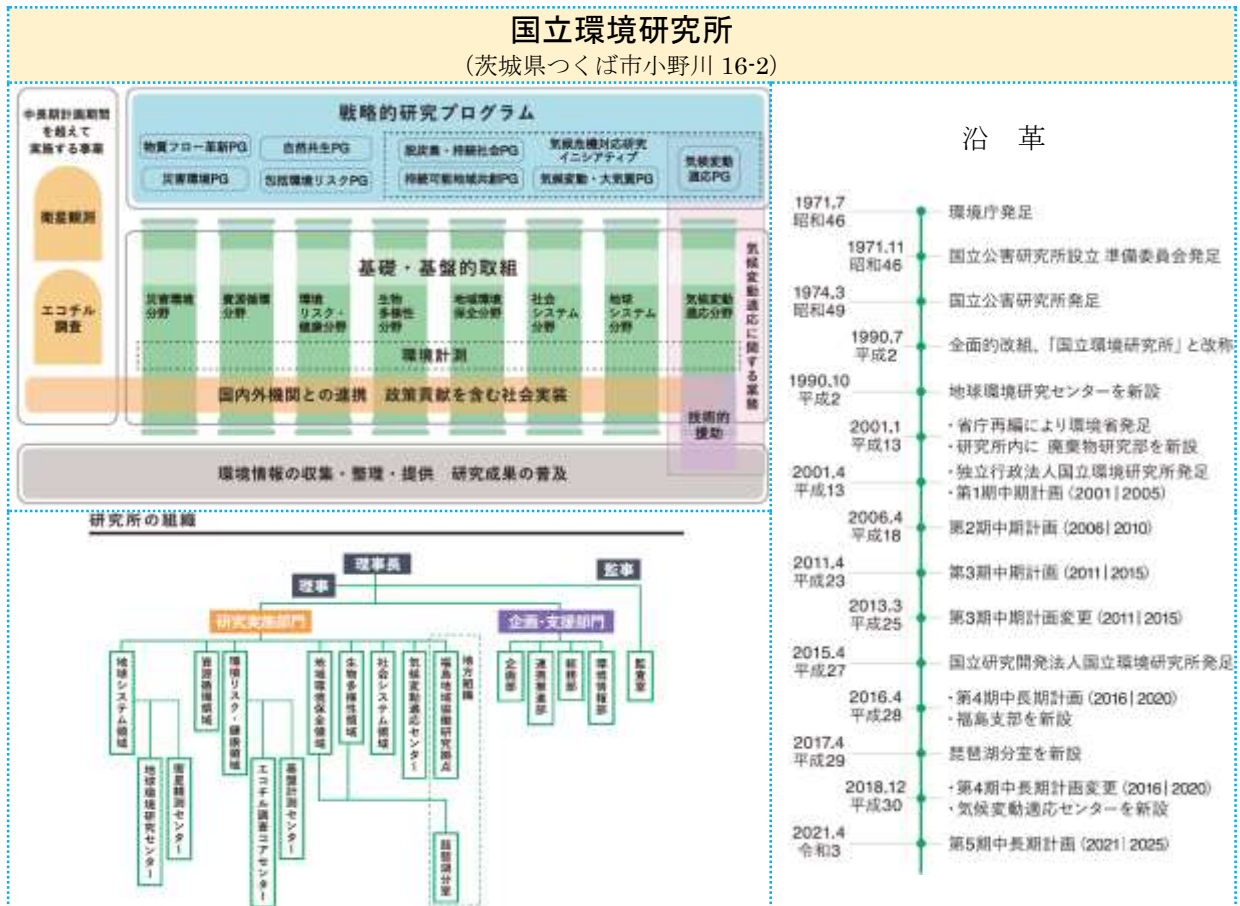 国立環境研究所
(茨城県つくば市小野川 16-2)
中長期計画期間
を超えて
実施する事業
衛星観測
エコチル
調査
戦略的研究プログラム
物質フロー革新PG
自然共生PG
脱炭素・持続社会PG
気候危機対応研究
イニシアティブ
気候変動
適応PG
災害環境PG
包括環境リスクPG
持続可能地域共創PG
気候変動・大気質PG
基礎・基盤的取組
災害環境
分野
資源循環
分野
環境
リスク・
健康分野
生物
多様性
分野
地域環境
保全分野
社会
システム
分野
地球
システム
分野
気候変動
適応分野
気候変動適応に関する業務
環境計測
国内外機関との連携 政策貢献を含む社会実装
技術的
援助
環境情報の収集・整理・提供 研究成果の普及
研究所の組織
理事長
理事
監事
研究実施部門
企画・支援部門
地球システム領域
資源循環領域
環境リスク・健康領域
地域環境保全領域
生物多様性領域
社会システム領域
気候変動適応センター
福島地域協働研究拠点
地方組織
企画部
連携推進部
総務部
環境情報部
監査室
地球環境研究センター
衛星観測センター
エコチル調査コアセンター
基盤計測センター
琵琶湖分室
沿 革
1971.7
昭和46
環境庁発足
1971.11
昭和46
国立公害研究所設立 準備委員会発足
1974.3
昭和49
国立公害研究所発足
1990.7
平成2
全面的改組、「国立環境研究所」と改称
1990.10
平成2
地球環境研究センターを新設
2001.1
平成13
・省庁再編により環境省発足
・研究所内に 廃棄物研究部を新設
2001.4
平成13
・独立行政法人国立環境研究所発足
・第1期中期計画 (2001|2005)
2006.4
平成18
第2期中期計画 (2006|2010)
2011.4
平成23
第3期中期計画 (2011|2015)
2013.3
平成25
第3期中期計画変更 (2011|2015)
2015.4
平成27
国立研究開発法人国立環境研究所発足
2016.4
平成28
・第4期中長期計画 (2016|2020)
・福島支部を新設
2017.4
平成29
琵琶湖分室を新設
2018.12
平成30
・第4期中長期計画変更 (2016|2020)
・気候変動適応センターを新設
2021.4
令和3
第5期中長期計画 (2021|2025)